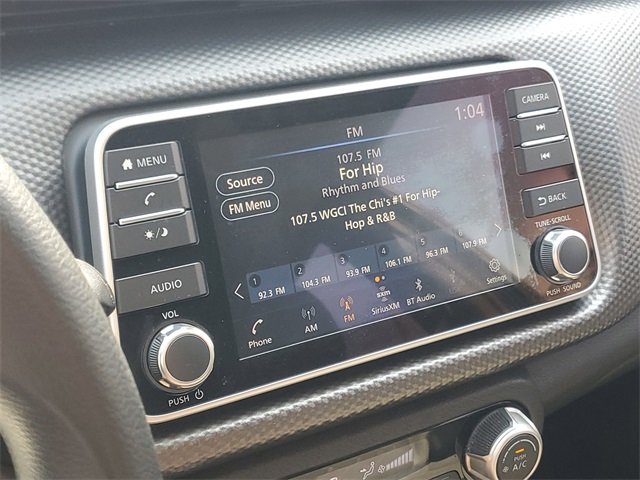 FM
1:04
CAMERA
MENU
107.5 FM
For Hip
Rhythm and Blues
Source
FM Menu
107.5 WGCI The Chi's #1 For Hip-
Hop & R&B
BACK
TUNE·SCROLL
AUDIO
1 2 3 4 5 6
92.3 FM 104.3 FM 93.9 FM 106.1 FM 96.3 FM 107.9 FM
Phone AM FM sxm SiriusXM BT Audio Settings
PUSH SOUND
VOL
PUSH
PUSH
A/C